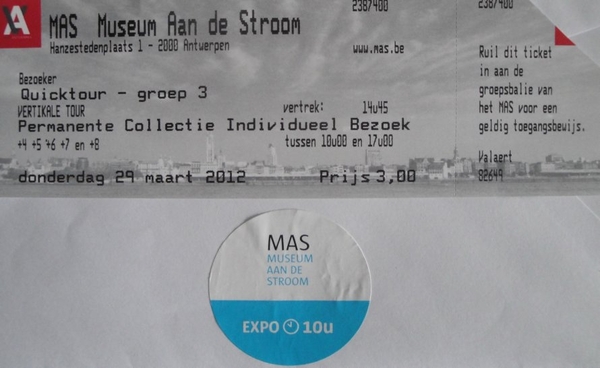 2387400
2387400
MAS Museum Aan de Stroom
Hanzestedenplaats 1 - 2000 Antwerpen
www.mas.be
Bezoeker
Quicktour - groep 3
VERTIKALE TOUR
vertrek: 14u45
Permanente Collectie Individueel Bezoek
+4 +5 +6 +7 en +8
tussen 10u00 en 17u00
donderdag 29 maart 2012
Prijs 3,00
Ruil dit ticket
in aan de
groepsbalie van
het MAS voor een
geldig toegangsbewijs.
Valaert
82649
MAS
MUSEUM
AAN DE
STROOM
EXPO 10u